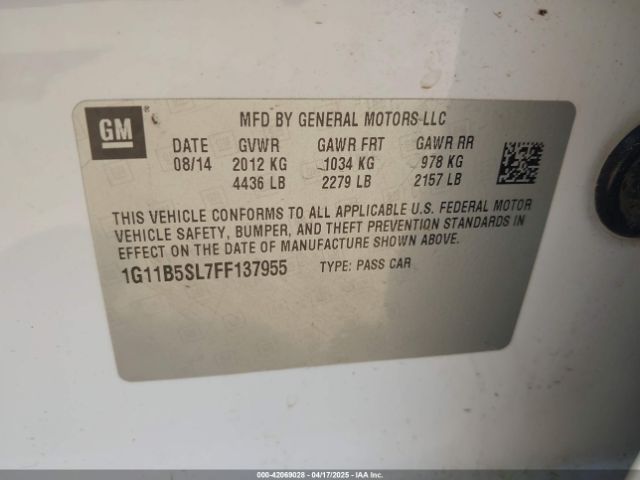 GM ®
MFD BY GENERAL MOTORS LLC
DATE GVWR GAWR FRT GAWR RR
08/14 2012 KG 1034 KG 978 KG
4436 LB 2279 LB 2157 LB
THIS VEHICLE CONFORMS TO ALL APPLICABLE U.S. FEDERAL MOTOR
VEHICLE SAFETY, BUMPER, AND THEFT PREVENTION STANDARDS IN
EFFECT ON THE DATE OF MANUFACTURE SHOWN ABOVE.
1G11B5SL7FF137955 TYPE: PASS CAR
000-42069028 - 04/17/2025 - IAAI.COM